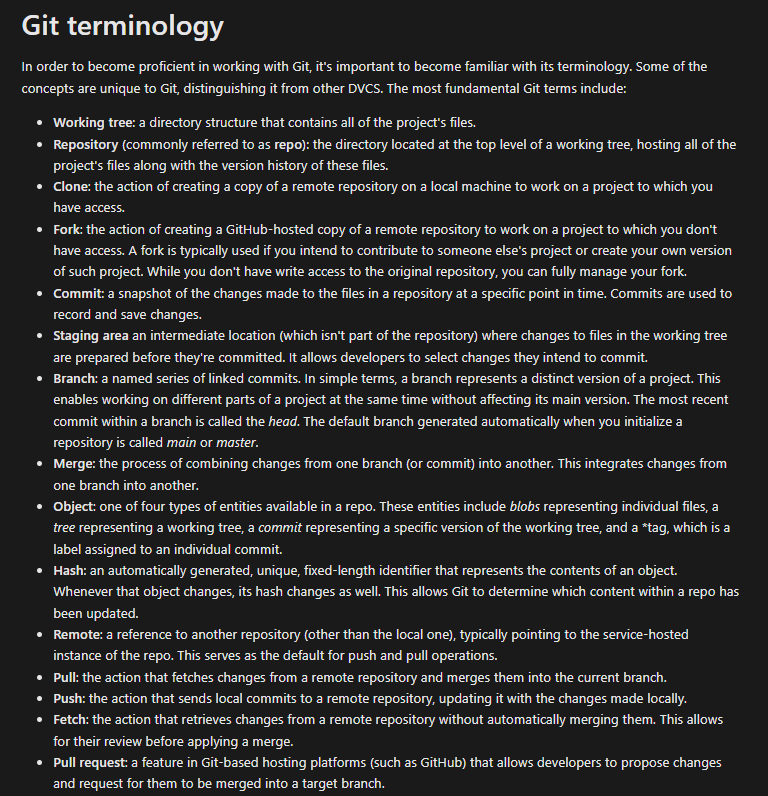 Git terminology
In order to become proficient in working with Git, it's important to become familiar with its terminology. Some of the
concepts are unique to Git, distinguishing it from other DVCS. The most fundamental Git terms include:
• Working tree: a directory structure that contains all of the project's files.
• Repository (commonly referred to as repo): the directory located at the top level of a working tree, hosting all of the
project's files along with the version history of these files.
• Clone: the action of creating a copy of a remote repository on a local machine to work on a project to which you
have access.
• Fork: the action of creating a GitHub-hosted copy of a remote repository to work on a project to which you don't
have access. A fork is typically used if you intend to contribute to someone else's project or create your own version
of such project. While you don't have write access to the original repository, you can fully manage your fork.
• Commit: a snapshot of the changes made to the files in a repository at a specific point in time. Commits are used to
record and save changes.
• Staging area an intermediate location (which isn't part of the repository) where changes to files in the working tree
are prepared before they're committed. It allows developers to select changes they intend to commit.
• Branch: a named series of linked commits. In simple terms, a branch represents a distinct version of a project. This
enables working on different parts of a project at the same time without affecting its main version. The most recent
commit within a branch is called the head. The default branch generated automatically when you initialize a
repository is called main or master.
• Merge: the process of combining changes from one branch (or commit) into another. This integrates changes from
one branch into another.
• Object: one of four types of entities available in a repo. These entities include blobs representing individual files, a
tree representing a working tree, a commit representing a specific version of the working tree, and a *tag, which is a
label assigned to an individual commit.
• Hash: an automatically generated, unique, fixed-length identifier that represents the contents of an object.
Whenever that object changes, its hash changes as well. This allows Git to determine which content within a repo has
been updated.
• Remote: a reference to another repository (other than the local one), typically pointing to the service-hosted
instance of the repo. This serves as the default for push and pull operations.
• Pull: the action that fetches changes from a remote repository and merges them into the current branch.
• Push: the action that sends local commits to a remote repository, updating it with the changes made locally.
• Fetch: the action that retrieves changes from a remote repository without automatically merging them. This allows
for their review before applying a merge.
• Pull request: a feature in Git-based hosting platforms (such as GitHub) that allows developers to propose changes
and request for them to be merged into a target branch.